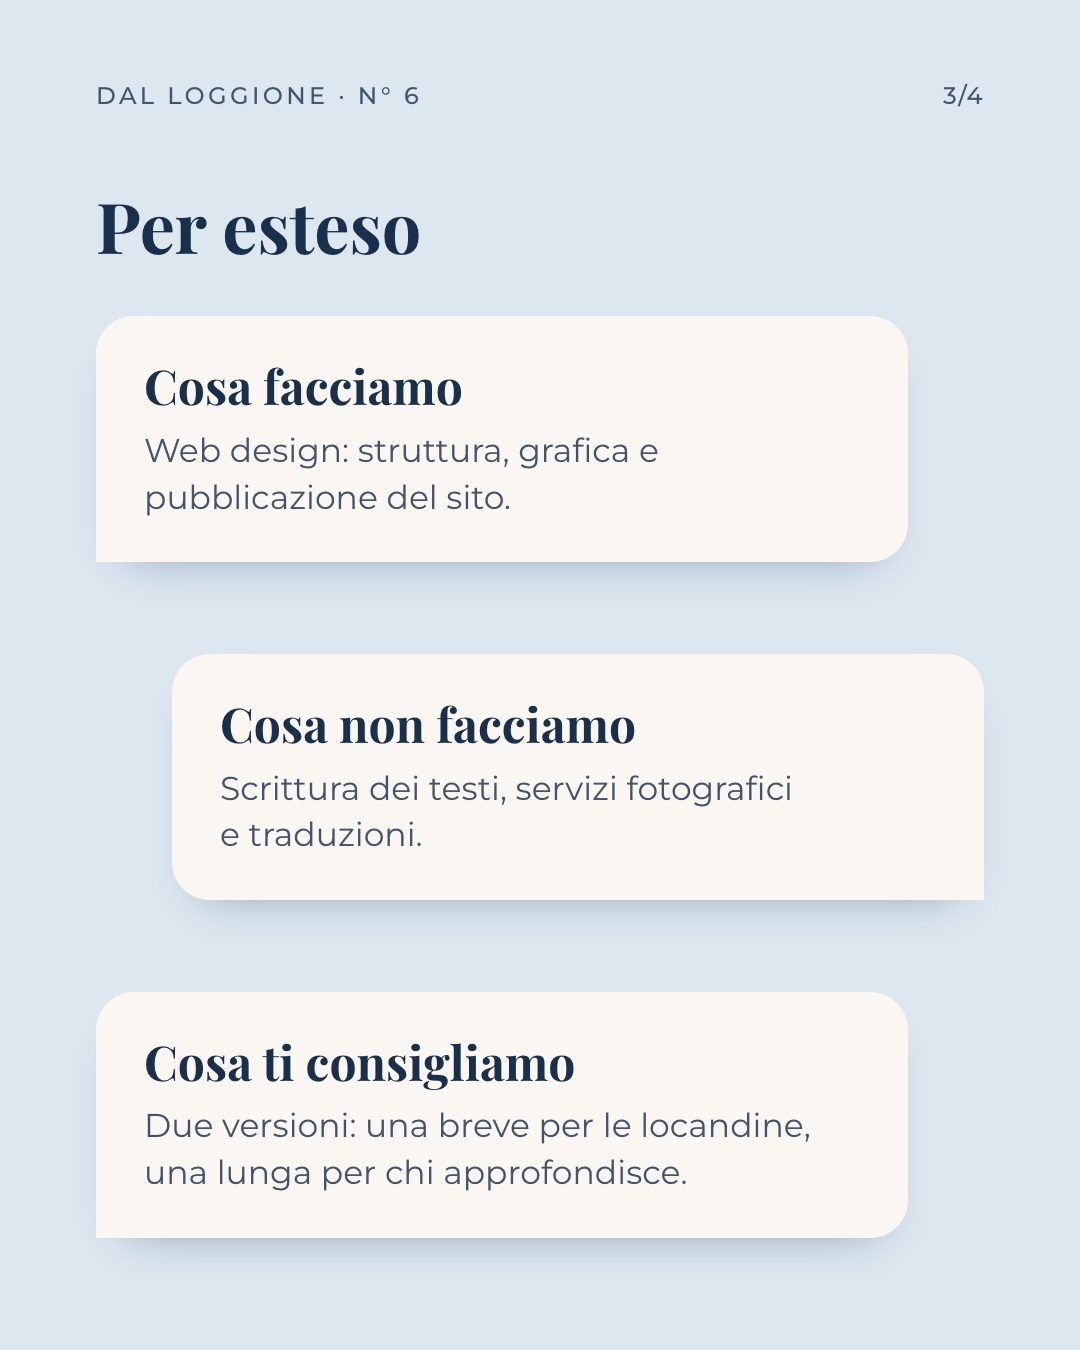 DAL LOGGIONE · N° 6
3/4
Per esteso
Cosa facciamo
Web design: struttura, grafica e
pubblicazione del sito.
Cosa non facciamo
Scrittura dei testi, servizi fotografici
e traduzioni.
Cosa ti consigliamo
Due versioni: una breve per le locandine,
una lunga per chi approfondisce.